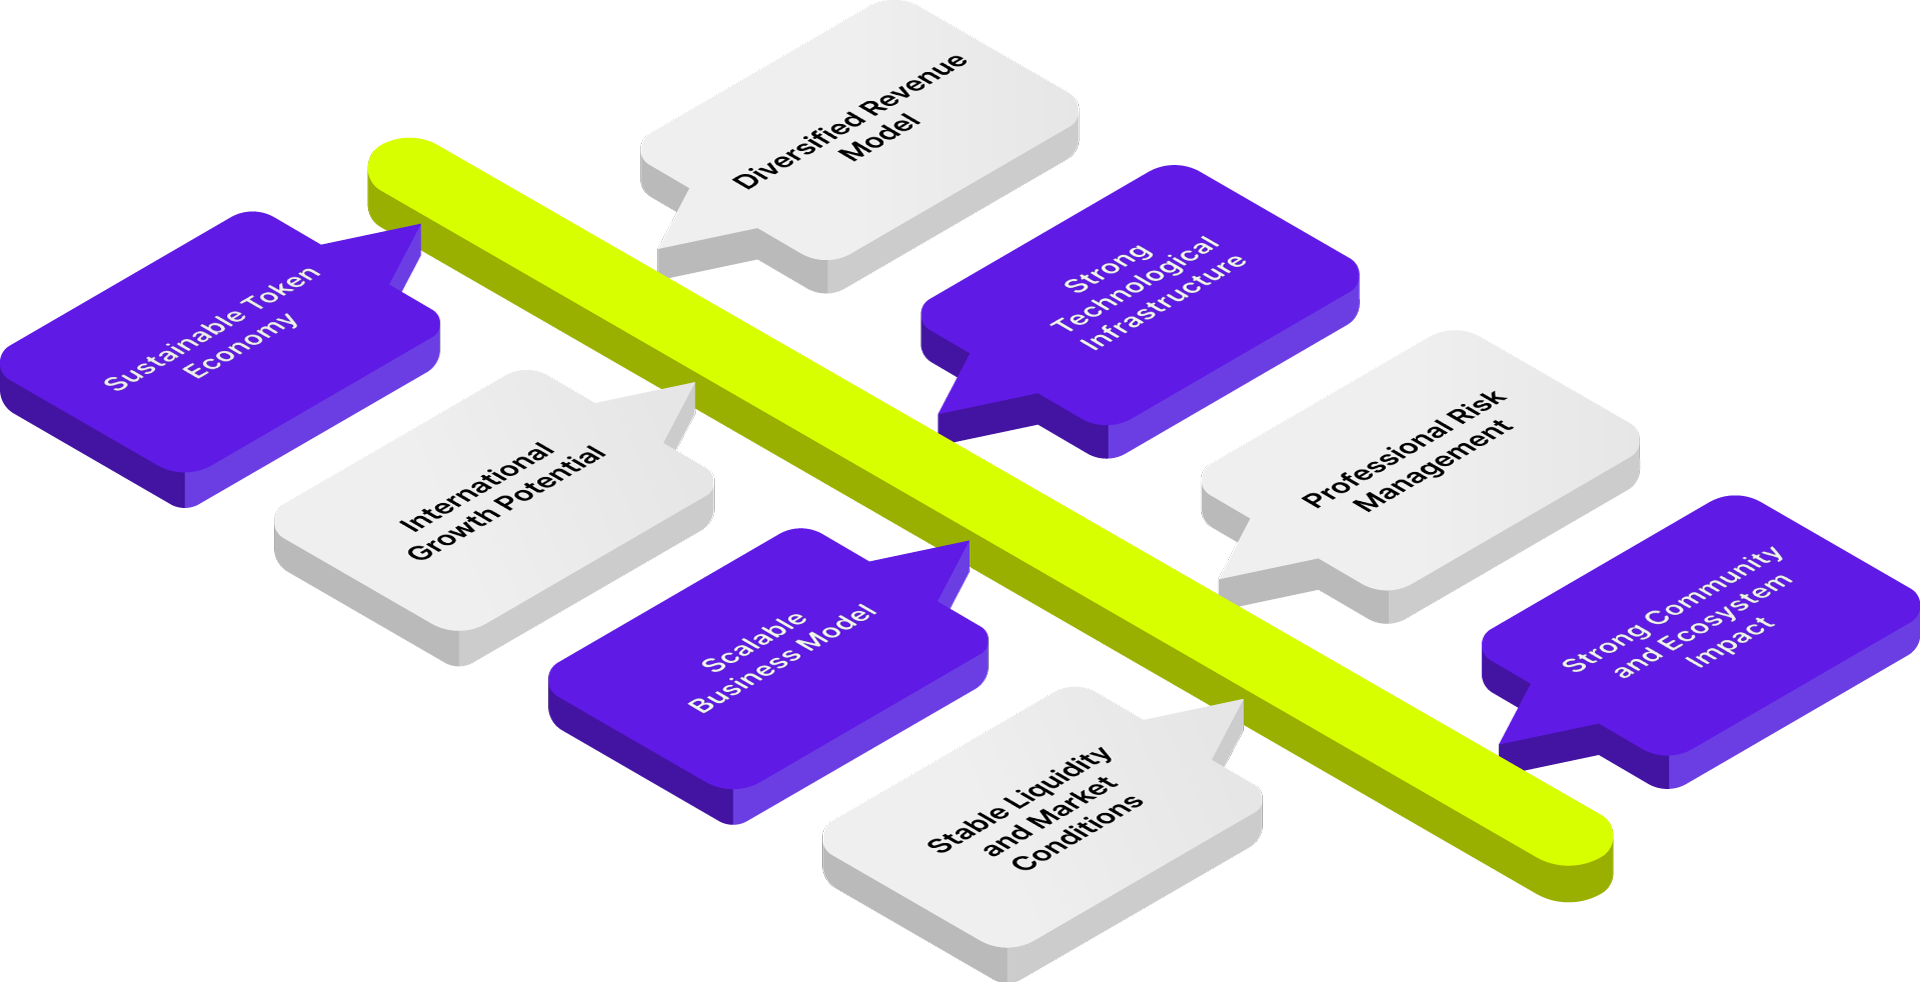 Diversified Revenue
Model
Sustainable Token
Economy
Strong
Technological
Infrastructure
International
Growth Potential
Professional Risk
Management
Scalable
Business Model
Strong Community
and Ecosystem
Impact
Stable Liquidity
and Market
Conditions